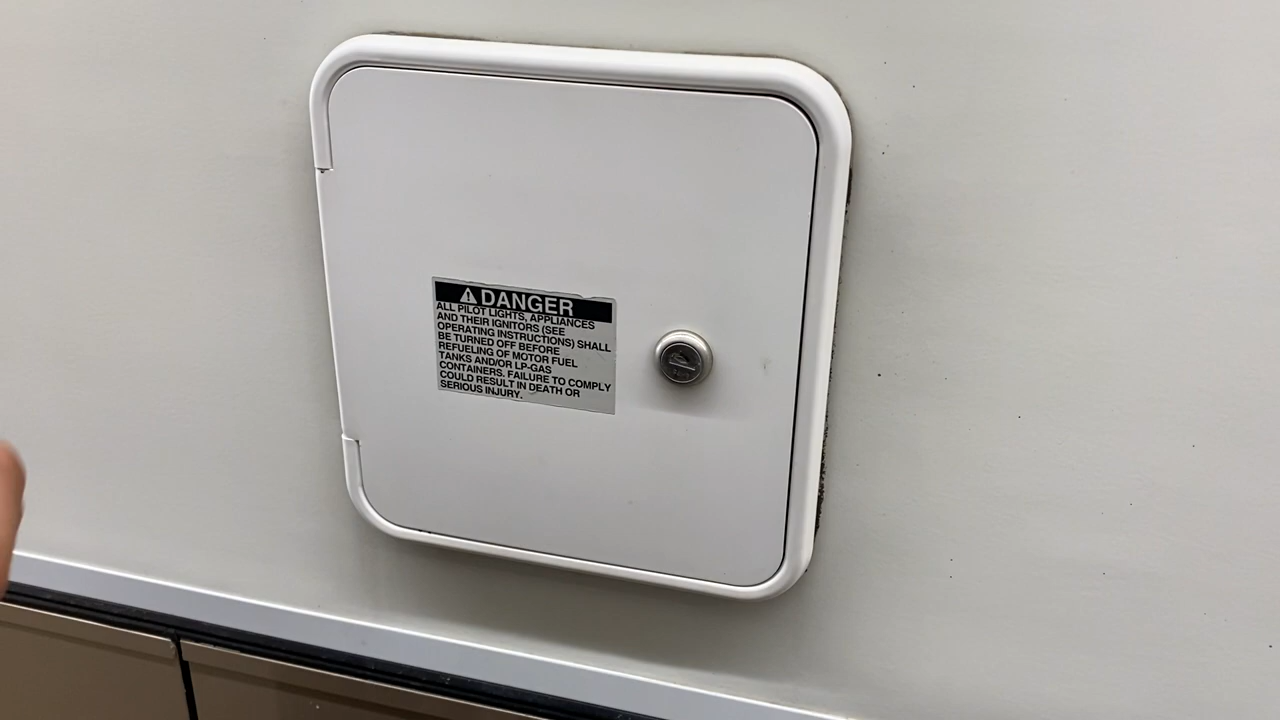 DANGER
ALL PILOT LIGHTS, APPLIANCES
AND THEIR IGNITORS (SEE
OPERATING INSTRUCTIONS) SHALL
BE TURNED OFF BEFORE
REFUELING OF MOTOR FUEL
TANKS AND/OR LP-GAS
CONTAINERS. FAILURE TO COMPLY
COULD RESULT IN DEATH OR
SERIOUS INJURY.